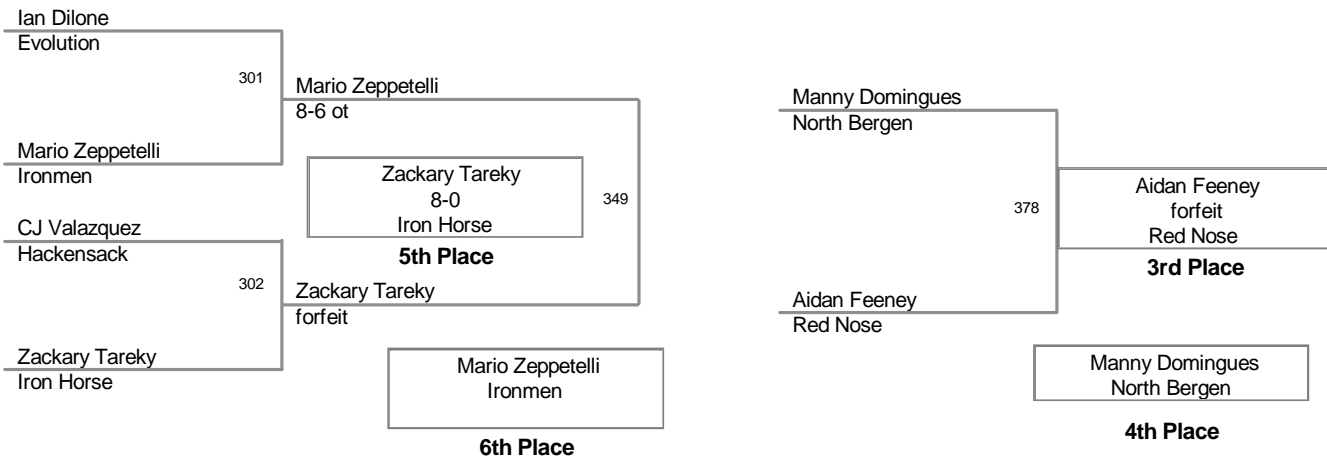 Ian Dilone
Evolution
301
Mario Zeppetelli
8-6 ot
Mario Zeppetelli
Ironmen
Zackary Tareky
8-0
Iron Horse
5th Place
349
CJ Valazquez
Hackensack
302
Zackary Tareky
forfeit
Zackary Tareky
Iron Horse
Mario Zeppetelli
Ironmen
6th Place
Manny Domingues
North Bergen
378
Aidan Feeney
forfeit
Red Nose
3rd Place
Aidan Feeney
Red Nose
Manny Domingues
North Bergen
4th Place